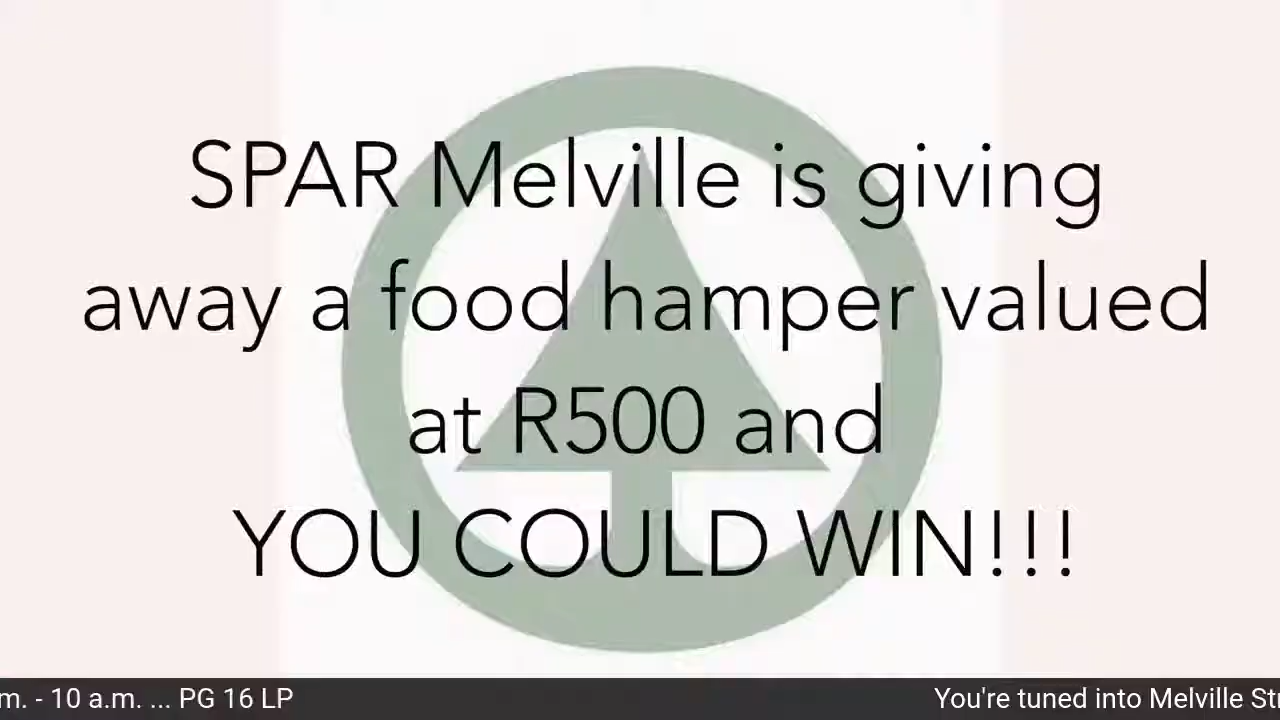 SPAR Melville is giving
away a food hamper valued
at R500 and
YOU COULD WIN!!!
m. - 10 a.m. ... PG 16 LP
You're tuned into Melville